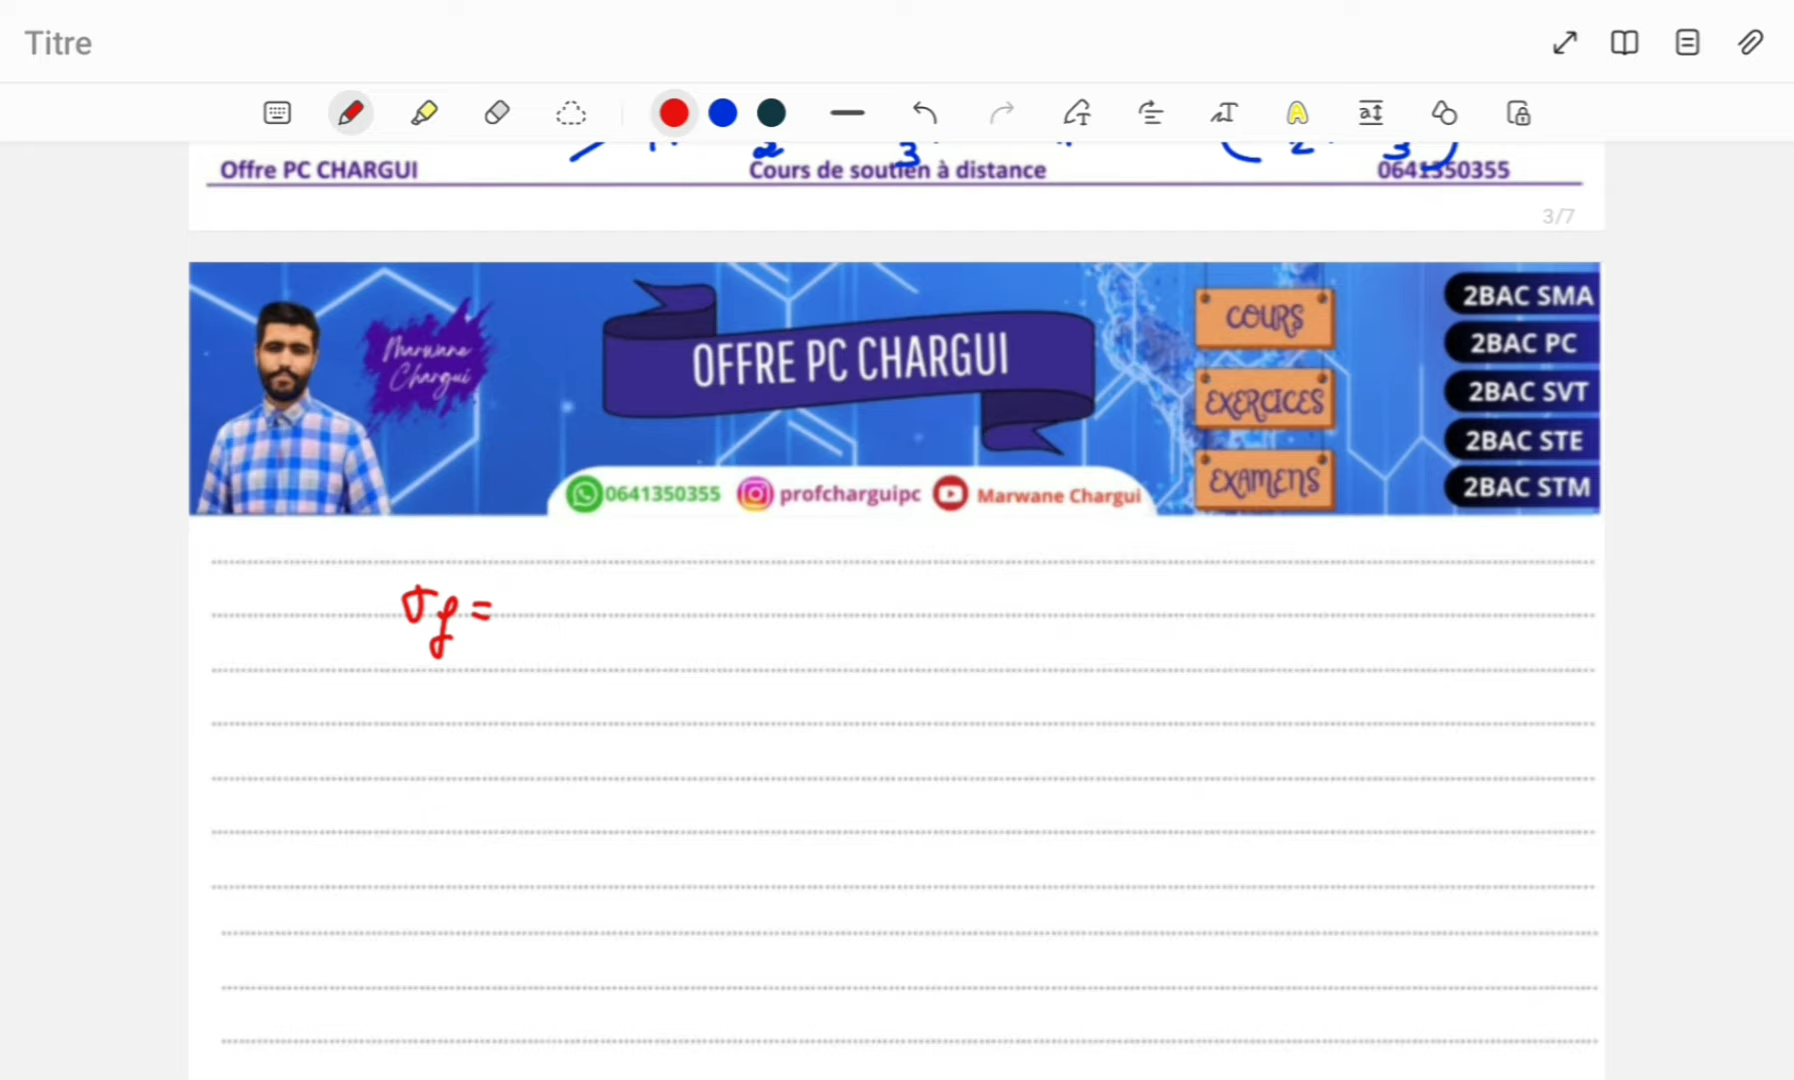 Titre
Offre PC CHARGUI Cours de soutien à distance 0641350355
3/7
Marwane Chargui
OFFRE PC CHARGUI
COURS
EXERCICES
EXAMENS
2BAC SMA
2BAC PC
2BAC SVT
2BAC STE
2BAC STM
0641350355 profcharguipc Marwane Chargui
σf =